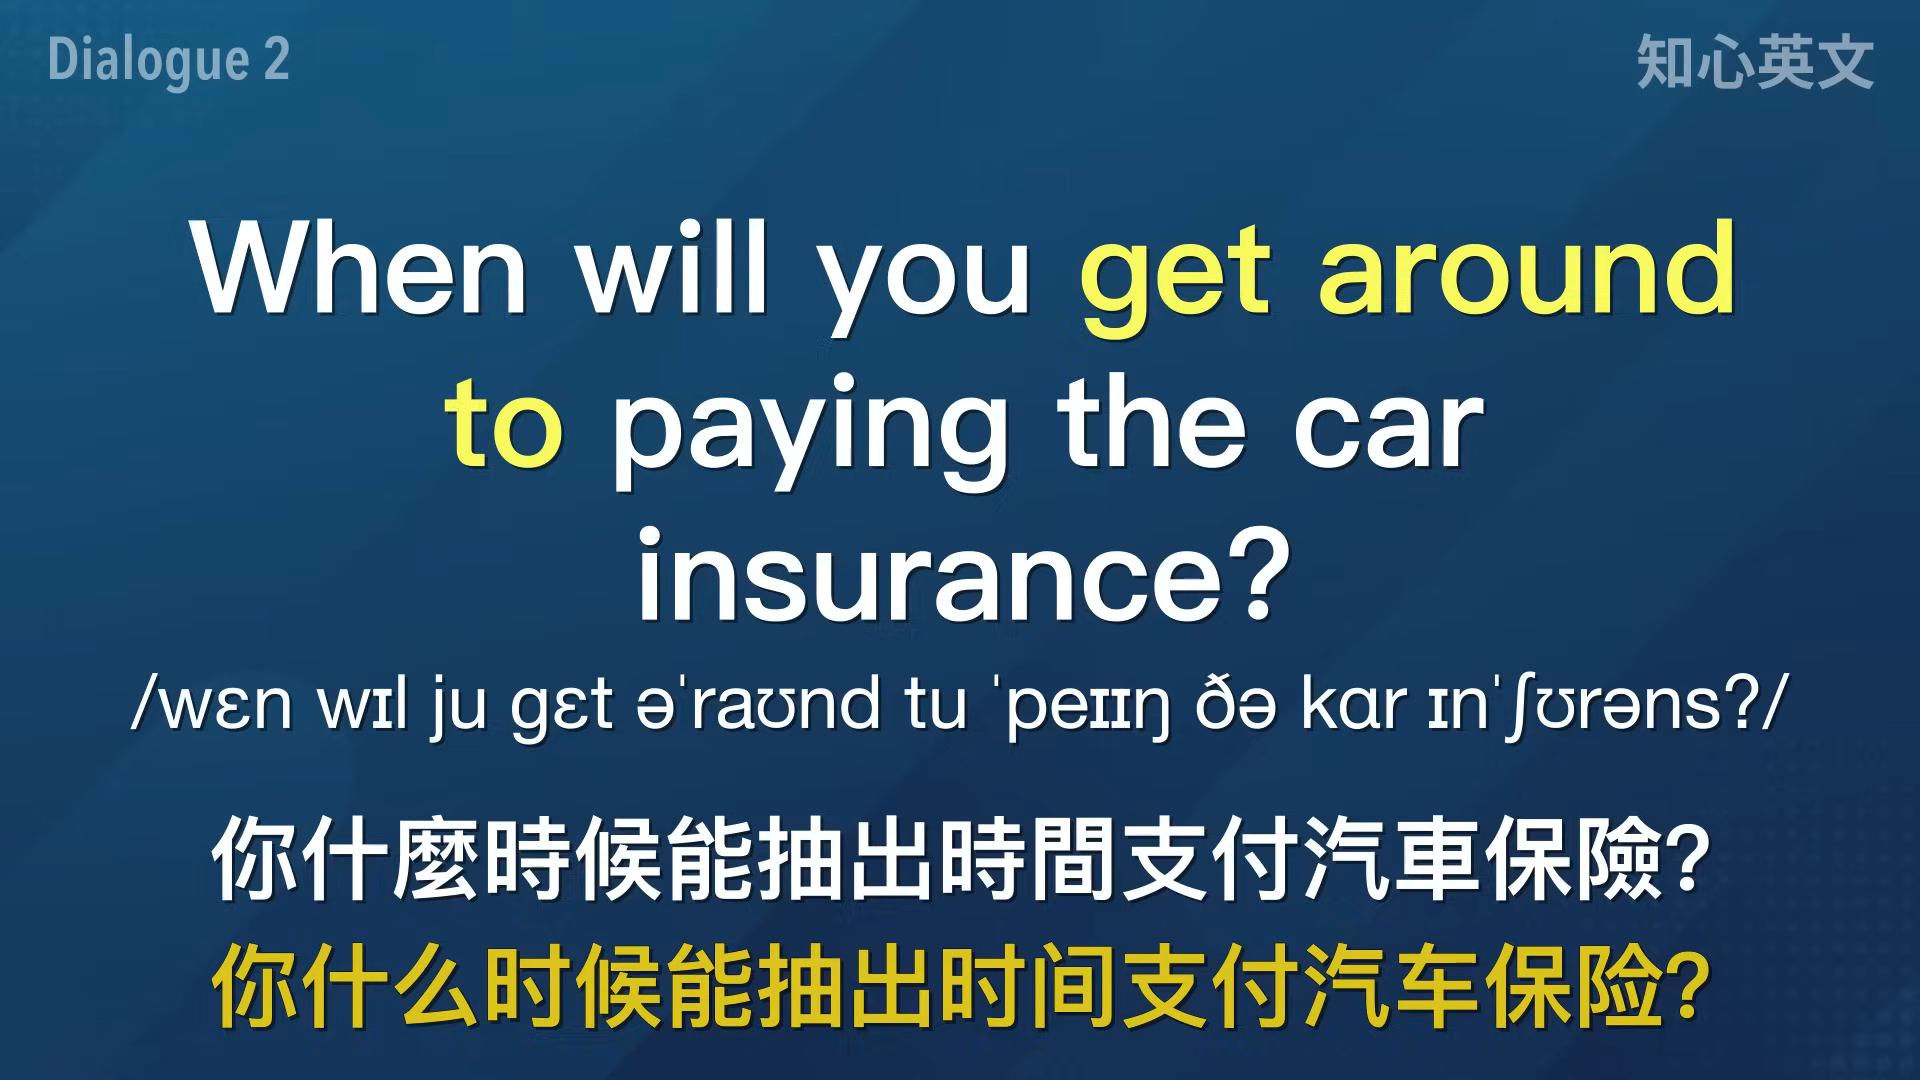 Dialogue 2
知心英文
When will you get around
to paying the car
insurance?
/wɛn wɪl ju gɛt əˈraʊnd tu ˈpeɪɪŋ ðə kɑr ɪnˈʃʊrəns?/
你什麼時候能抽出時間支付汽車保險?
你什么时候能抽出时间支付汽车保险?